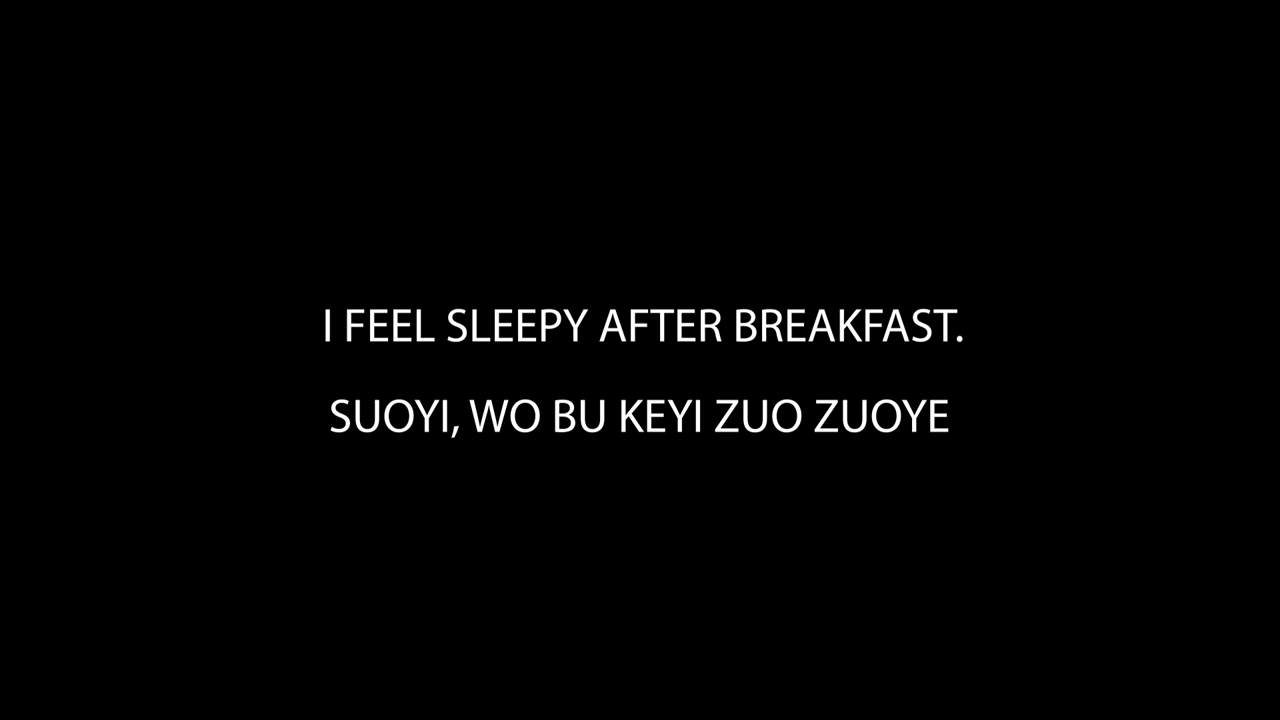 I FEEL SLEEPY AFTER BREAKFAST.
SUOYI, WO BU KEYI ZUO ZUOYE